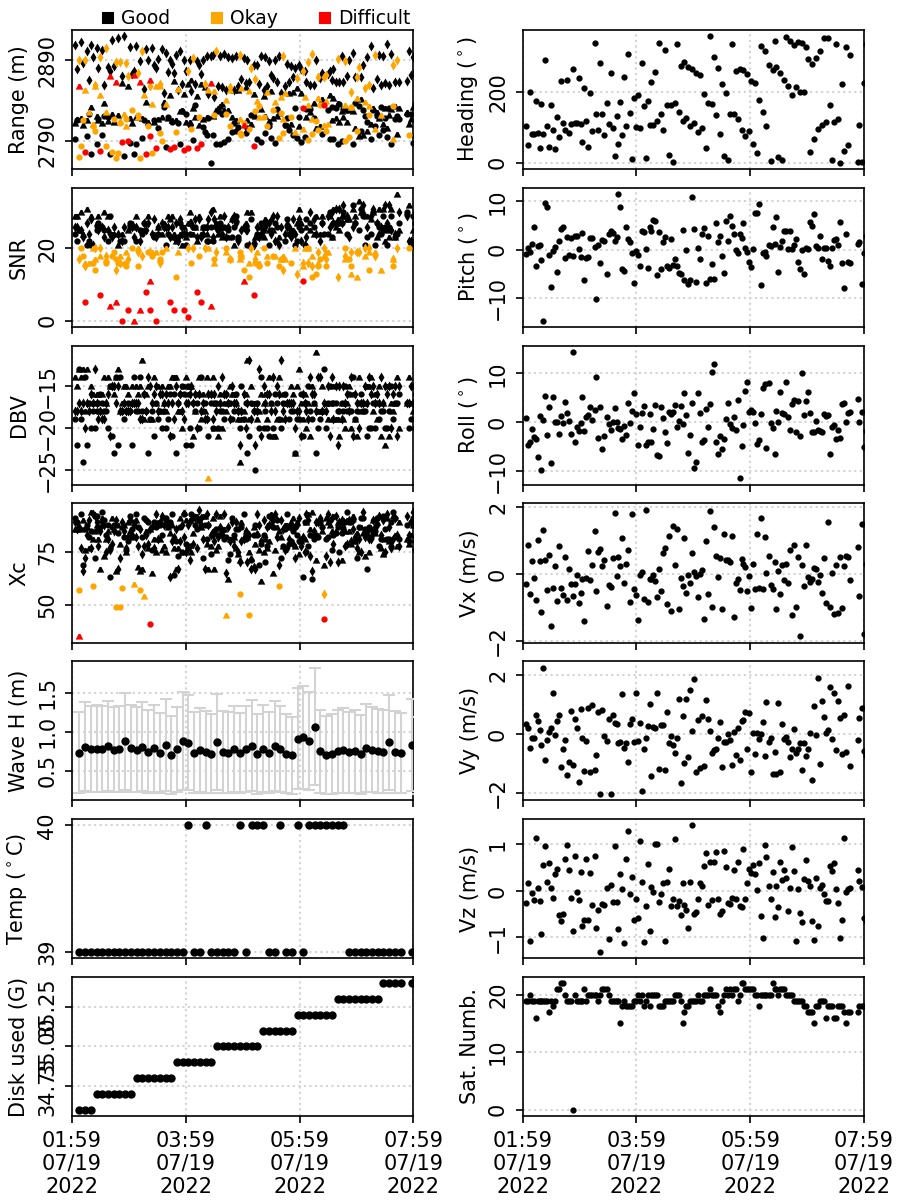 Good Okay Difficult
Range (m)
2890
2790
Heading (°)
200
0
SNR
20
0
Pitch (°)
10
0
−10
DBV
−15
−20
−25
Roll (°)
10
0
−10
Xc
75
50
Vx (m/s)
2
0
−2
Wave H (m)
1.5
1.0
0.5
Vy (m/s)
2
0
−2
Temp (°C)
40
39
Vz (m/s)
1
0
−1
Disk used (G)
35.25
35.00
34.75
Sat. Numb.
20
10
0
01:59 03:59 05:59 07:59 01:59 03:59 05:59 07:59
07/19 07/19 07/19 07/19 07/19 07/19 07/19 07/19
2022 2022 2022 2022 2022 2022 2022 2022